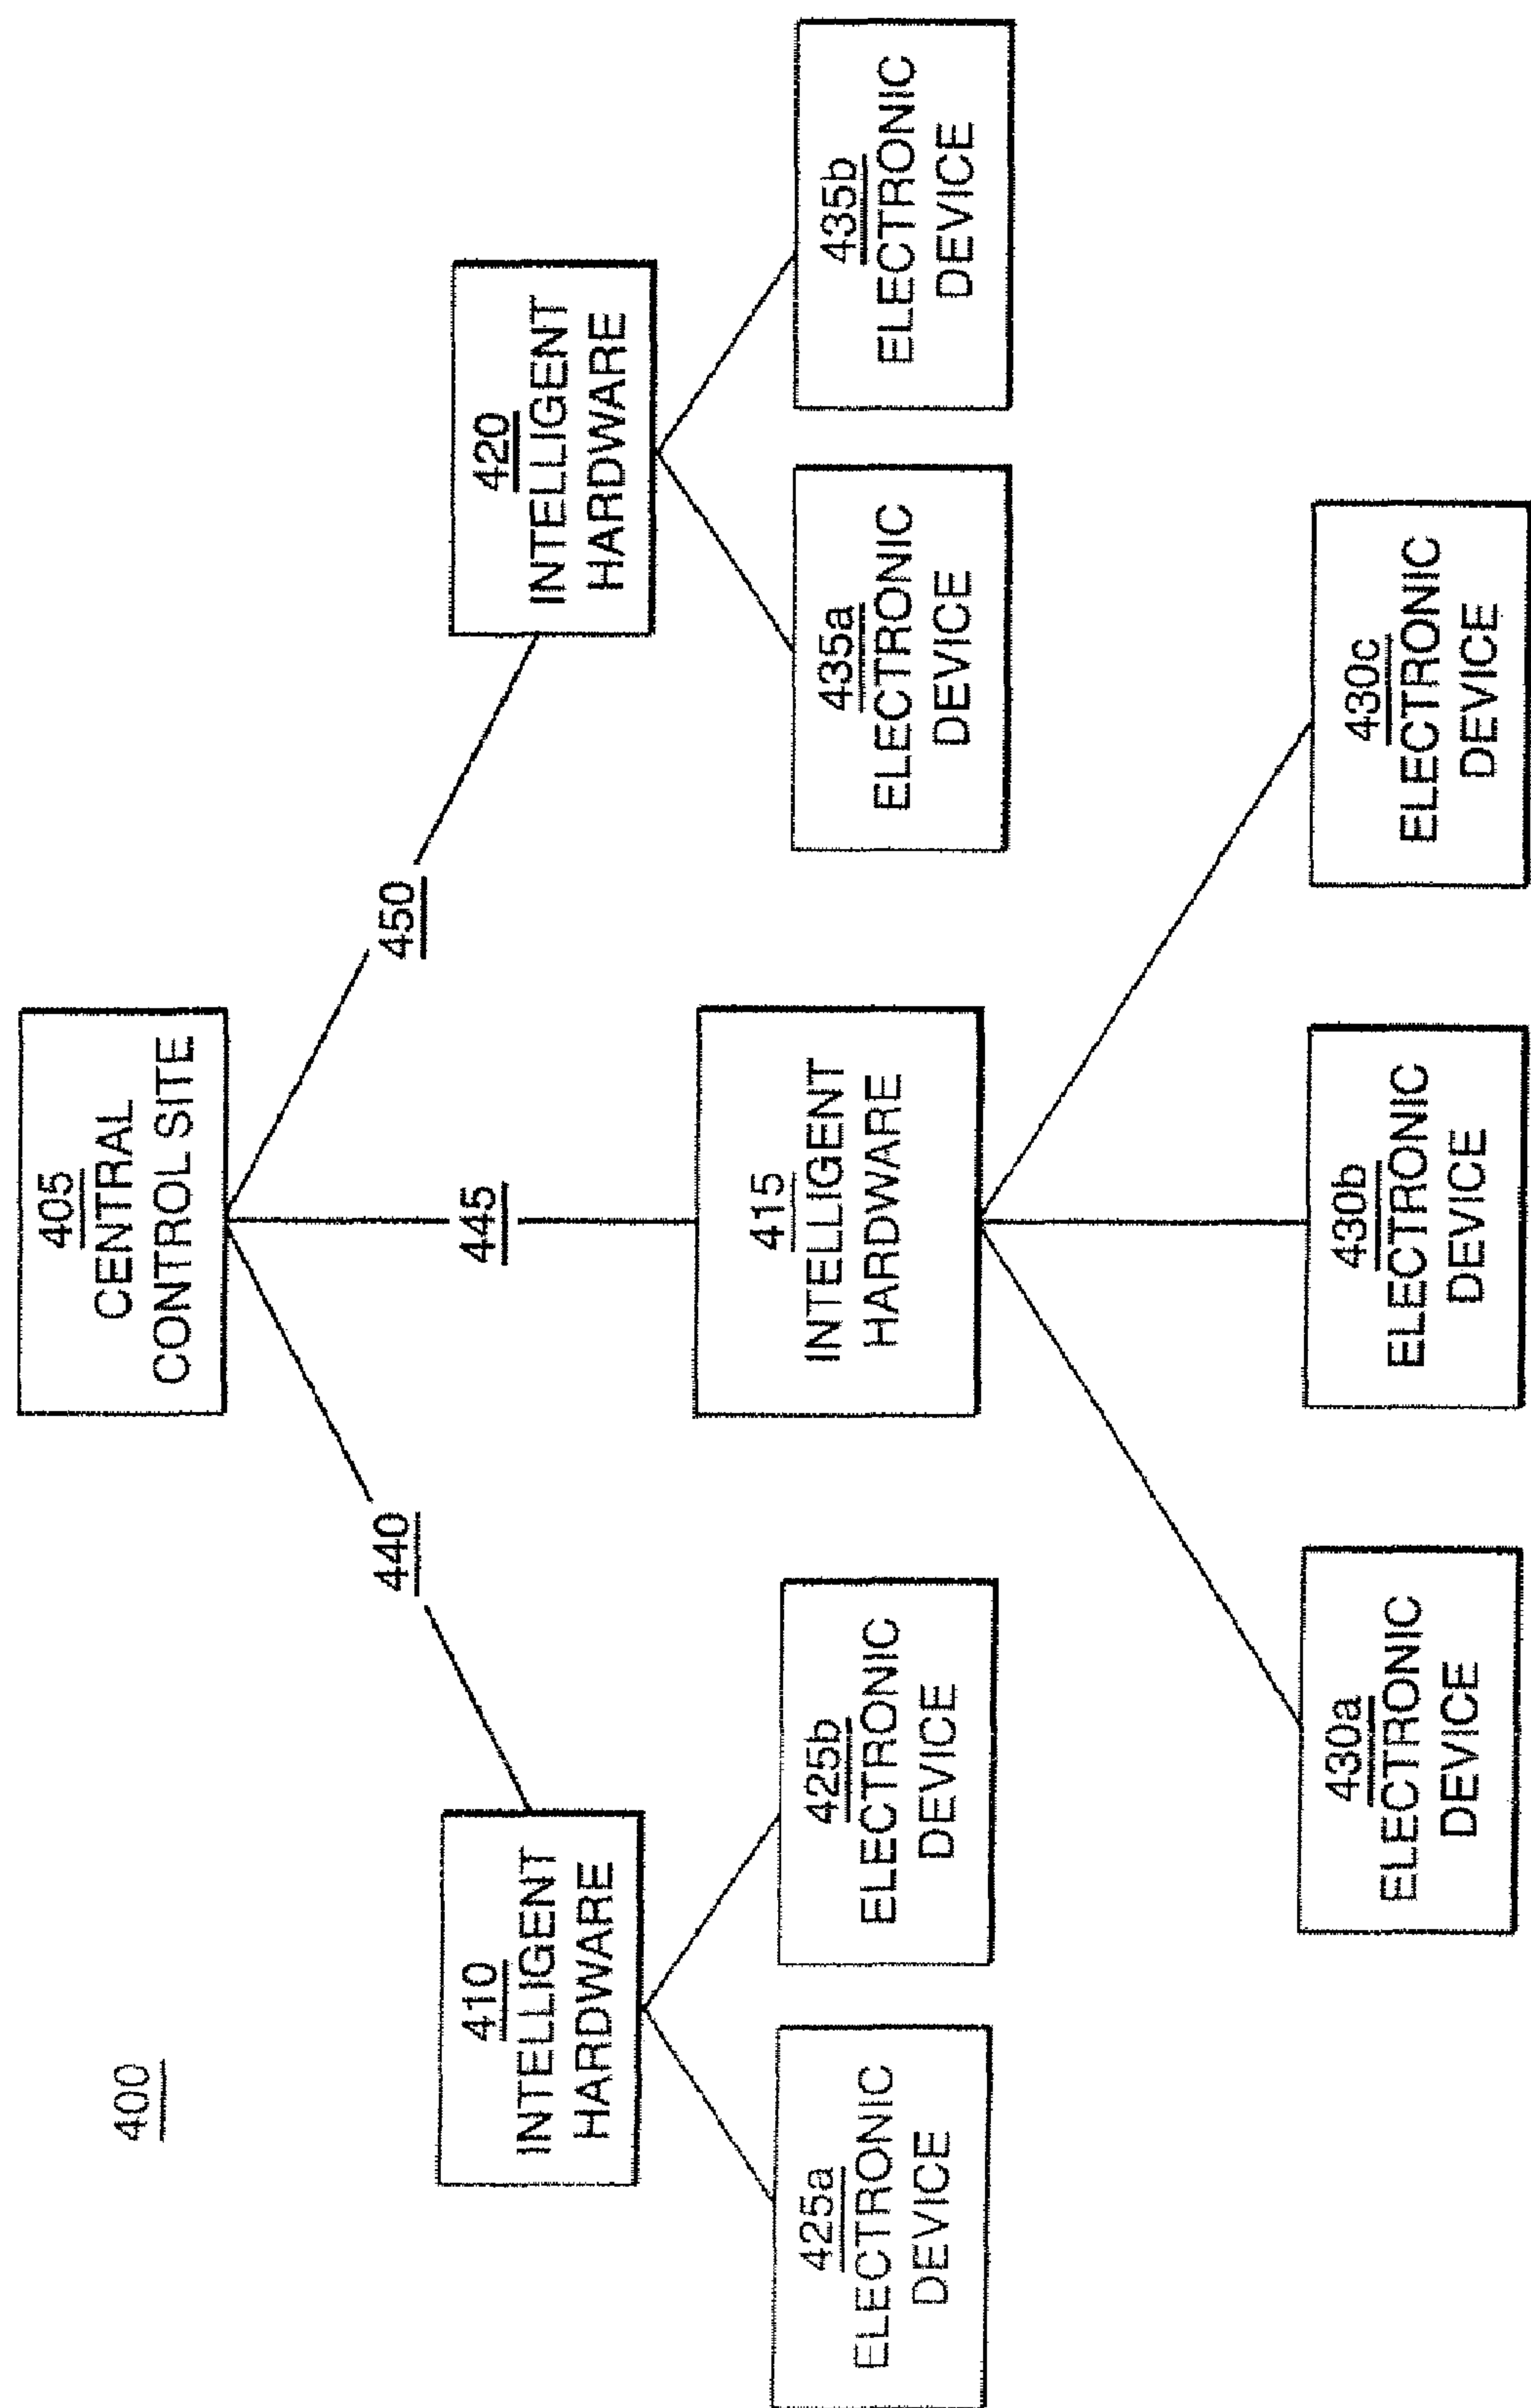 400
405
CENTRAL
CONTROL SITE
440
445
450
410
INTELLIGENT
HARDWARE
415
INTELLIGENT
HARDWARE
420
INTELLIGENT
HARDWARE
425a
ELECTRONIC
DEVICE
425b
ELECTRONIC
DEVICE
435a
ELECTRONIC
DEVICE
435b
ELECTRONIC
DEVICE
430a
ELECTRONIC
DEVICE
430b
ELECTRONIC
DEVICE
430c
ELECTRONIC
DEVICE